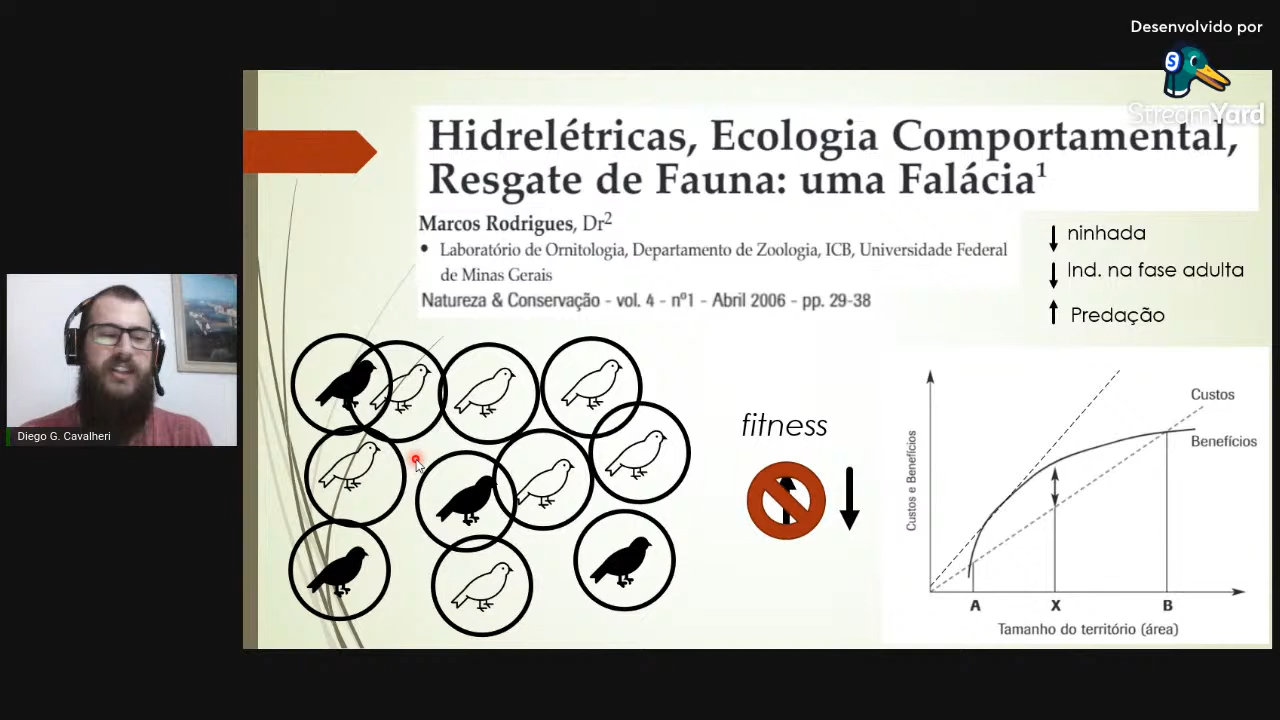 Desenvolvido por
StreamYard
Hidrelétricas, Ecologia Comportamental,
Resgate de Fauna: uma Falácia¹
Marcos Rodrigues, Dr²
• Laboratório de Ornitologia, Departamento de Zoologia, ICB, Universidade Federal
de Minas Gerais
Natureza & Conservação - vol. 4 - nº1 - Abril 2006 - pp. 29-38
↓ ninhada
↓ Ind. na fase adulta
↑ Predação
Diego G. Cavalheri
fitness
Custos
Benefícios
Custos e Benefícios
A X B
Tamanho do território (área)